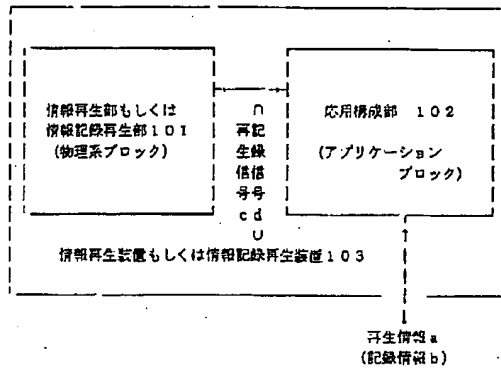 情報再生部もしくは
情報記録再生部101
(物理系ブロック)
再生信号c
記録信号d
応用構成部 102
(アプリケーション
ブロック)
情報再生装置もしくは情報記録再生装置103
再生情報a
(記録情報b)